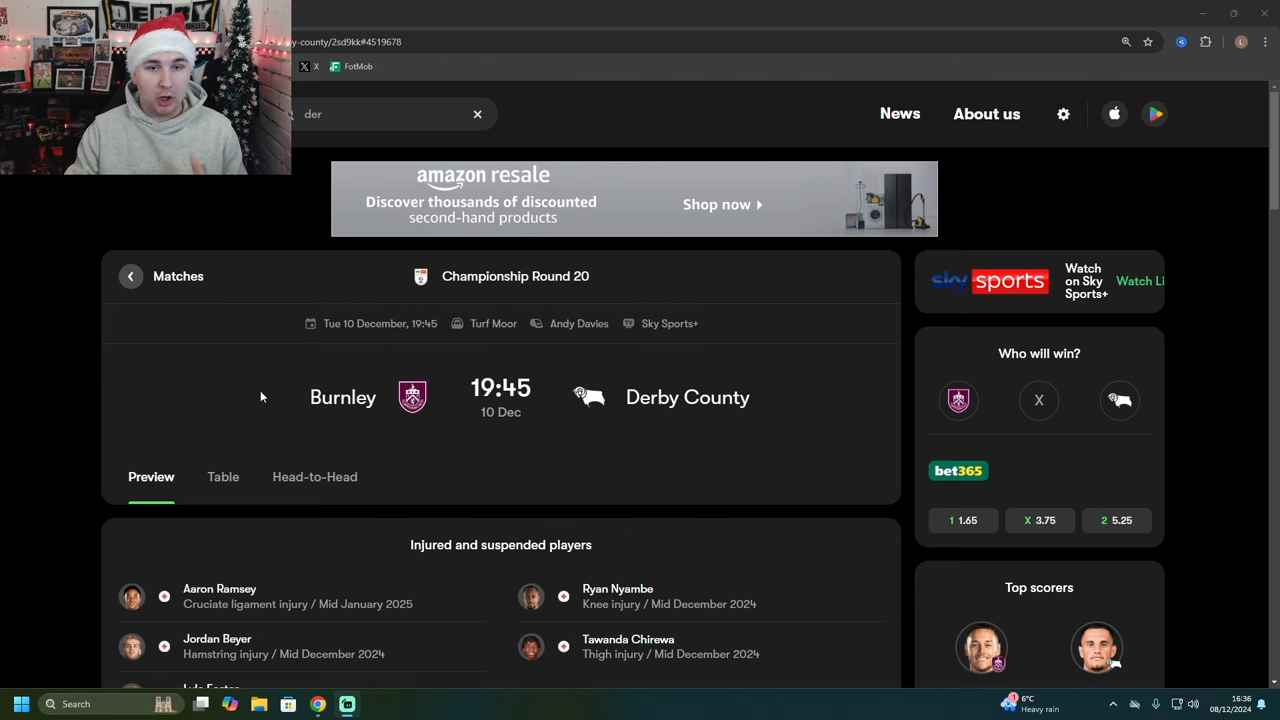 DERBY
y-county/2sd9kk#4519678
X
FotMob
der
News
About us
amazon resale
Discover thousands of discounted
second-hand products
Shop now
Matches
Championship Round 20
Tue 10 December, 19:45
Turf Moor
Andy Davies
Sky Sports+
Burnley
19:45
10 Dec
Derby County
Preview
Table
Head-to-Head
sky sports
Watch
on Sky
Sports+
Watch Li
Who will win?
X
bet365
1 1.65
X 3.75
2 5.25
Injured and suspended players
Aaron Ramsey
Cruciate ligament injury / Mid January 2025
Ryan Nyambe
Knee injury / Mid December 2024
Jordan Beyer
Hamstring injury / Mid December 2024
Tawanda Chirewa
Thigh injury / Mid December 2024
Top scorers
Search
1
6°C
Heavy rain
16:36
08/12/2024